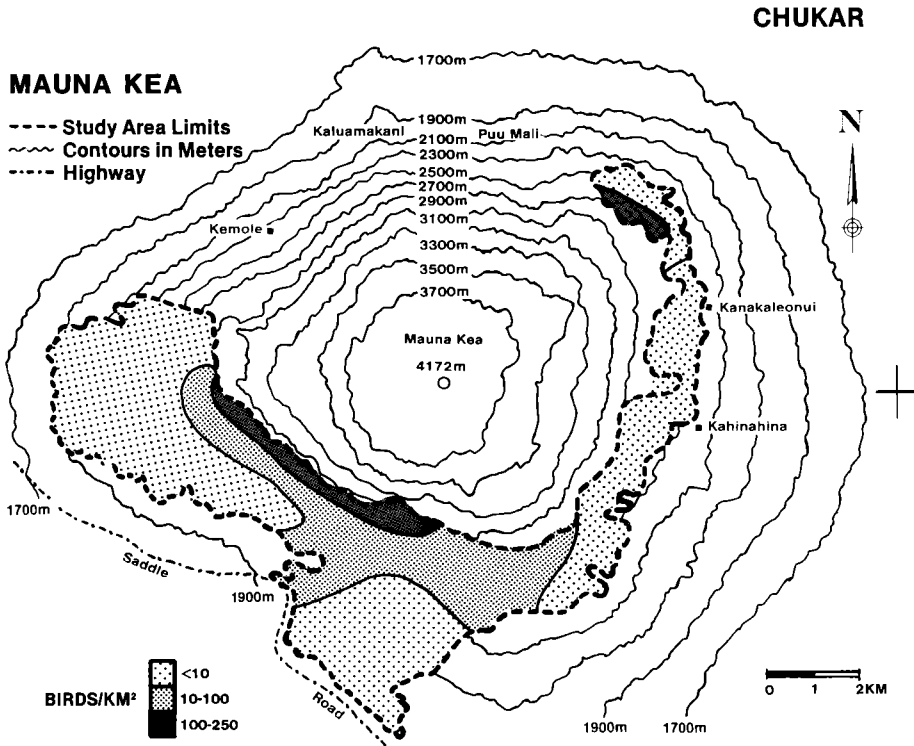 CHUKAR
MAUNA KEA
Study Area Limits
Contours in Meters
Highway
N
1700m
1900m
2100m
2300m
2500m
2700m
2900m
3100m
3300m
3500m
3700m
Kaluamakani
Puu Mali
Kemole
Kanakaleonui
Mauna Kea
4172m
Kahinahina
1700m
Saddle
1900m
Road
BIRDS/KM²
<10
10-100
100-250
0 1 2KM
1900m
1700m